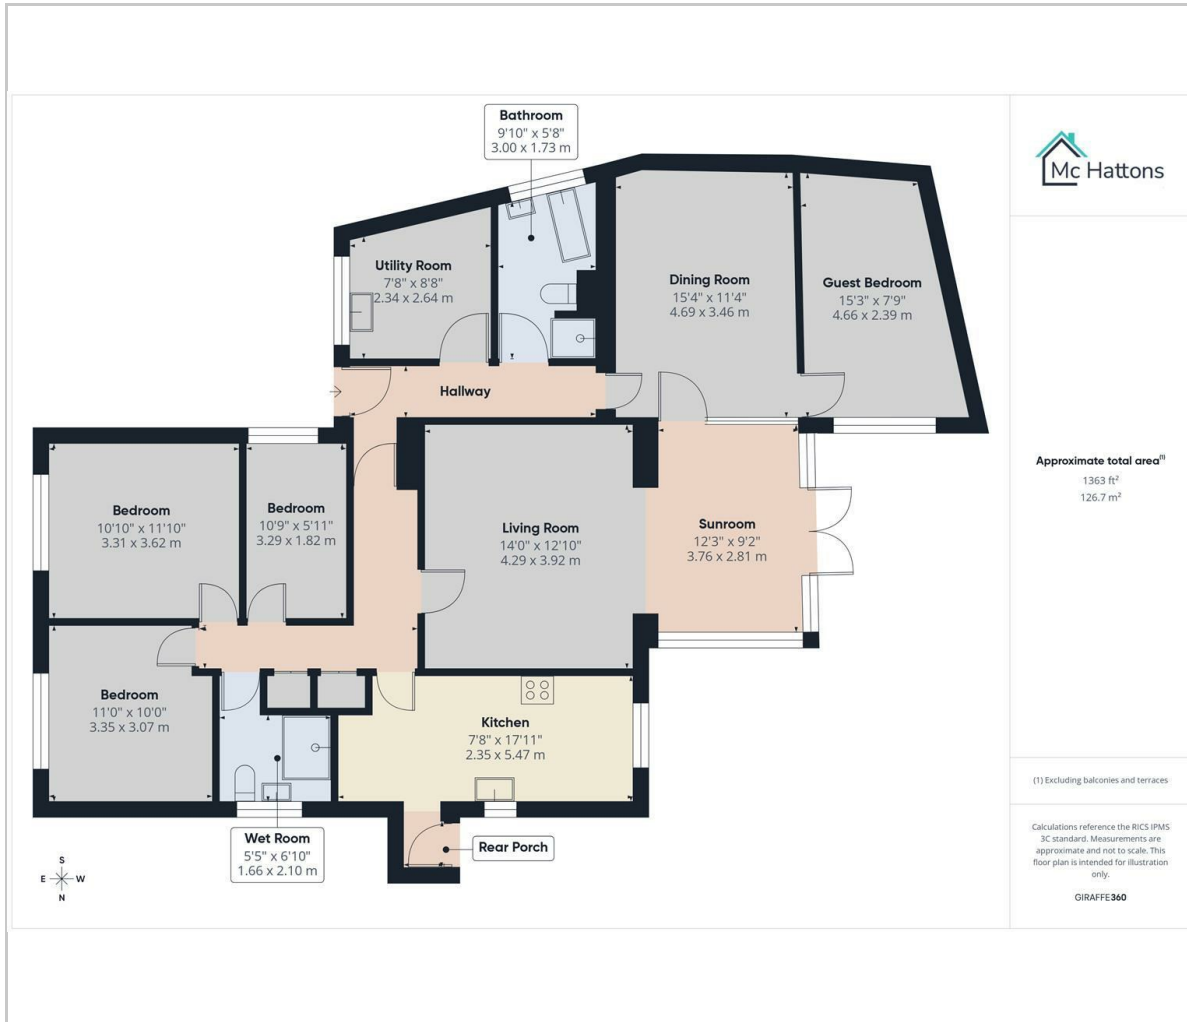 Bathroom
9'10" x 5'8"
3.00 x 1.73 m
Utility Room
7'8" x 8'8"
2.34 x 2.64 m
Dining Room
15'4" x 11'4"
4.69 x 3.46 m
Guest Bedroom
15'3" x 7'9"
4.66 x 2.39 m
Hallway
Bedroom
10'10" x 11'10"
3.31 x 3.62 m
Bedroom
10'9" x 5'11"
3.29 x 1.82 m
Living Room
14'0" x 12'10"
4.29 x 3.92 m
Sunroom
12'3" x 9'2"
3.76 x 2.81 m
Bedroom
11'0" x 10'0"
3.35 x 3.07 m
Kitchen
7'8" x 17'11"
2.35 x 5.47 m
Wet Room
5'5" x 6'10"
1.66 x 2.10 m
Rear Porch
S
E W
N
Mc Hattons
Approximate total area(1)
1363 ft²
126.7 m²
(1) Excluding balconies and terraces
Calculations reference the RICS IPMS
3C standard. Measurements are
approximate and not to scale. This
floor plan is intended for illustration
only.
GIRAFFE360